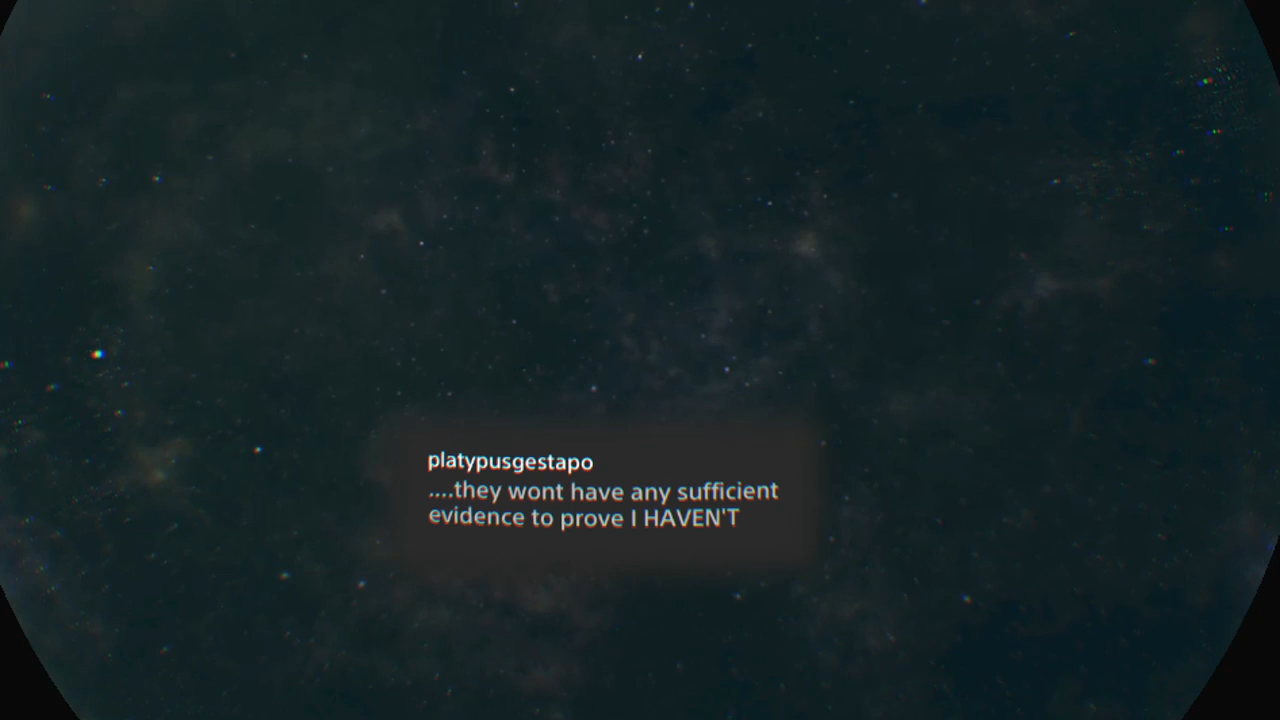 platypusgestapo
....they wont have any sufficient
evidence to prove I HAVEN'T